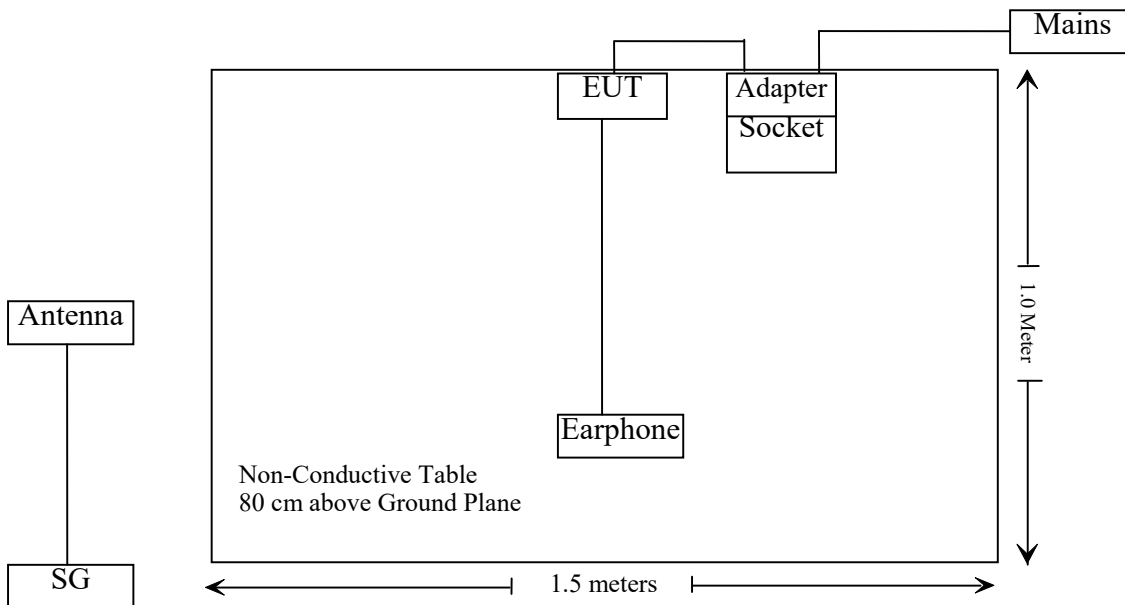 Mains
EUT
Adapter
Socket
1.0 Meter
Antenna
Earphone
Non-Conductive Table
80 cm above Ground Plane
SG
1.5 meters